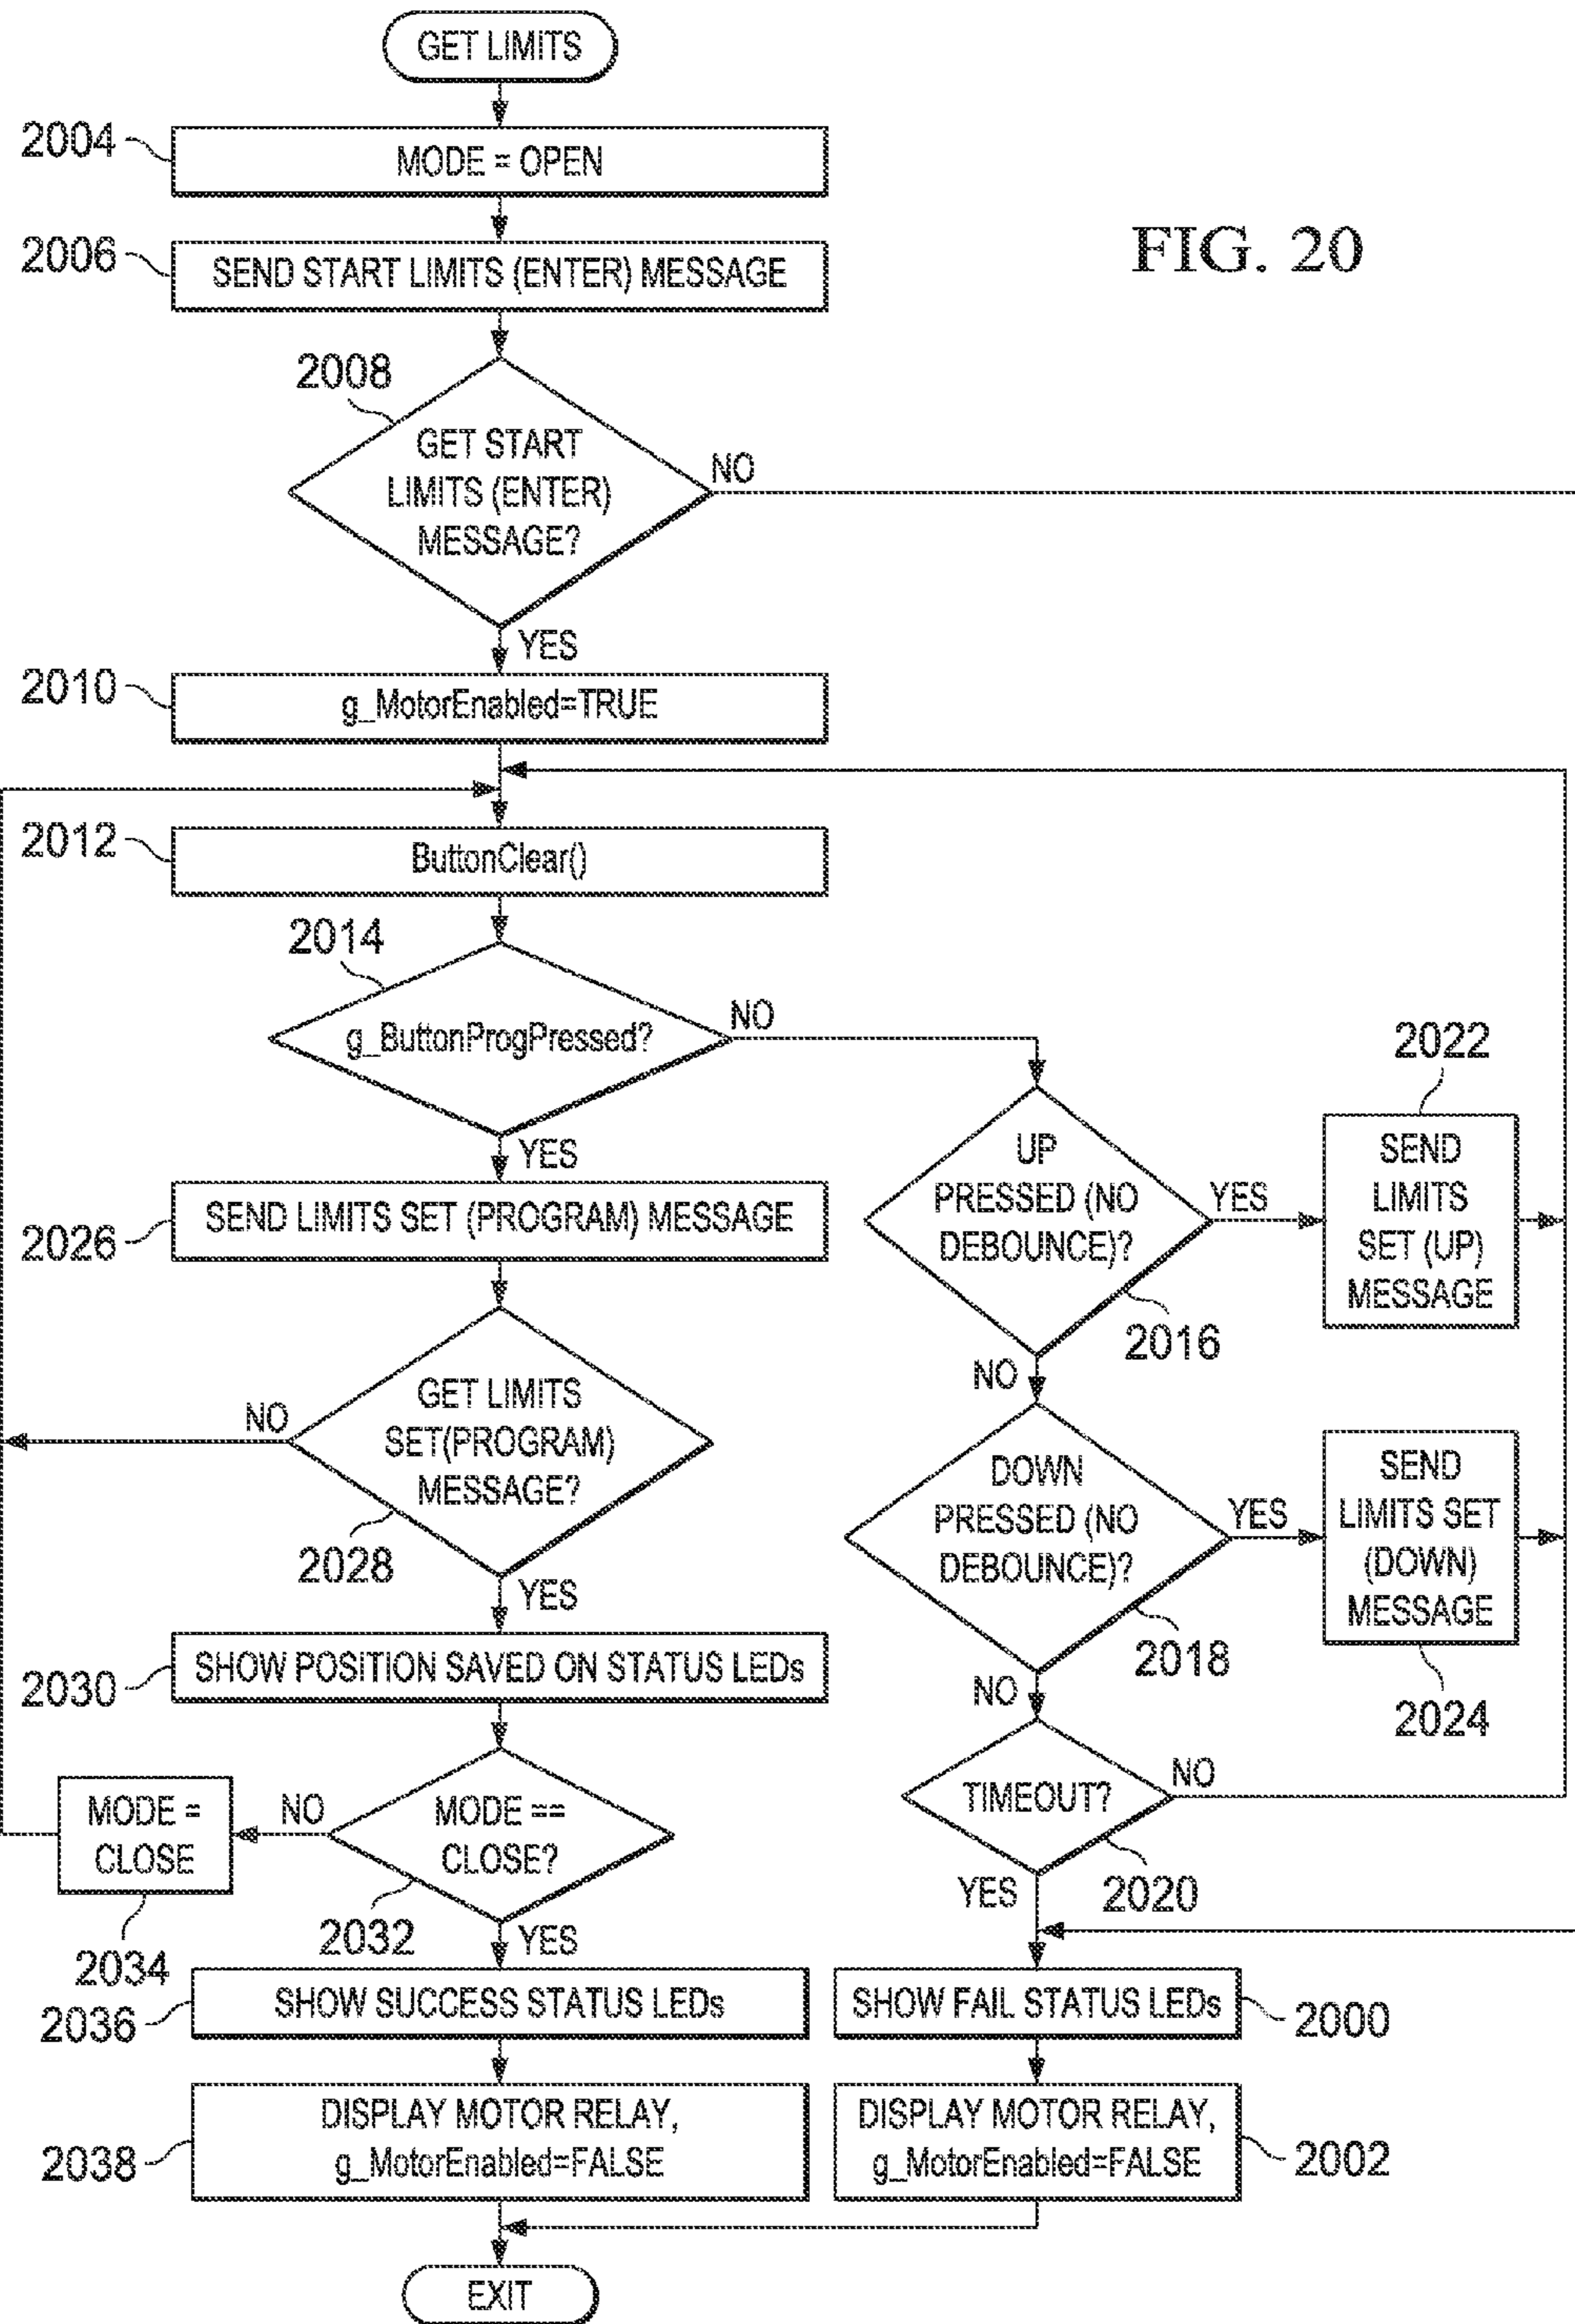 GET LIMITS
2004
MODE = OPEN
2006
SEND START LIMITS (ENTER) MESSAGE
FIG. 20
2008
GET START
LIMITS (ENTER)
MESSAGE?
NO
YES
2010
g_MotorEnabled=TRUE
2012
ButtonClear()
2014
g_ButtonProgPressed?
NO
YES
UP
PRESSED (NO
DEBOUNCE)?
YES
2016
NO
2022
SEND
LIMITS
SET (UP)
MESSAGE
2026
SEND LIMITS SET (PROGRAM) MESSAGE
GET LIMITS
SET(PROGRAM)
MESSAGE?
NO
2028
YES
DOWN
PRESSED (NO
DEBOUNCE)?
YES
2018
NO
SEND
LIMITS SET
(DOWN)
MESSAGE
2024
2030
SHOW POSITION SAVED ON STATUS LEDs
MODE =
CLOSE
2034
NO
MODE ==
CLOSE?
2032
YES
TIMEOUT?
NO
2020
YES
2036
SHOW SUCCESS STATUS LEDs
SHOW FAIL STATUS LEDs
2000
2038
DISPLAY MOTOR RELAY,
g_MotorEnabled=FALSE
DISPLAY MOTOR RELAY,
g_MotorEnabled=FALSE
2002
EXIT